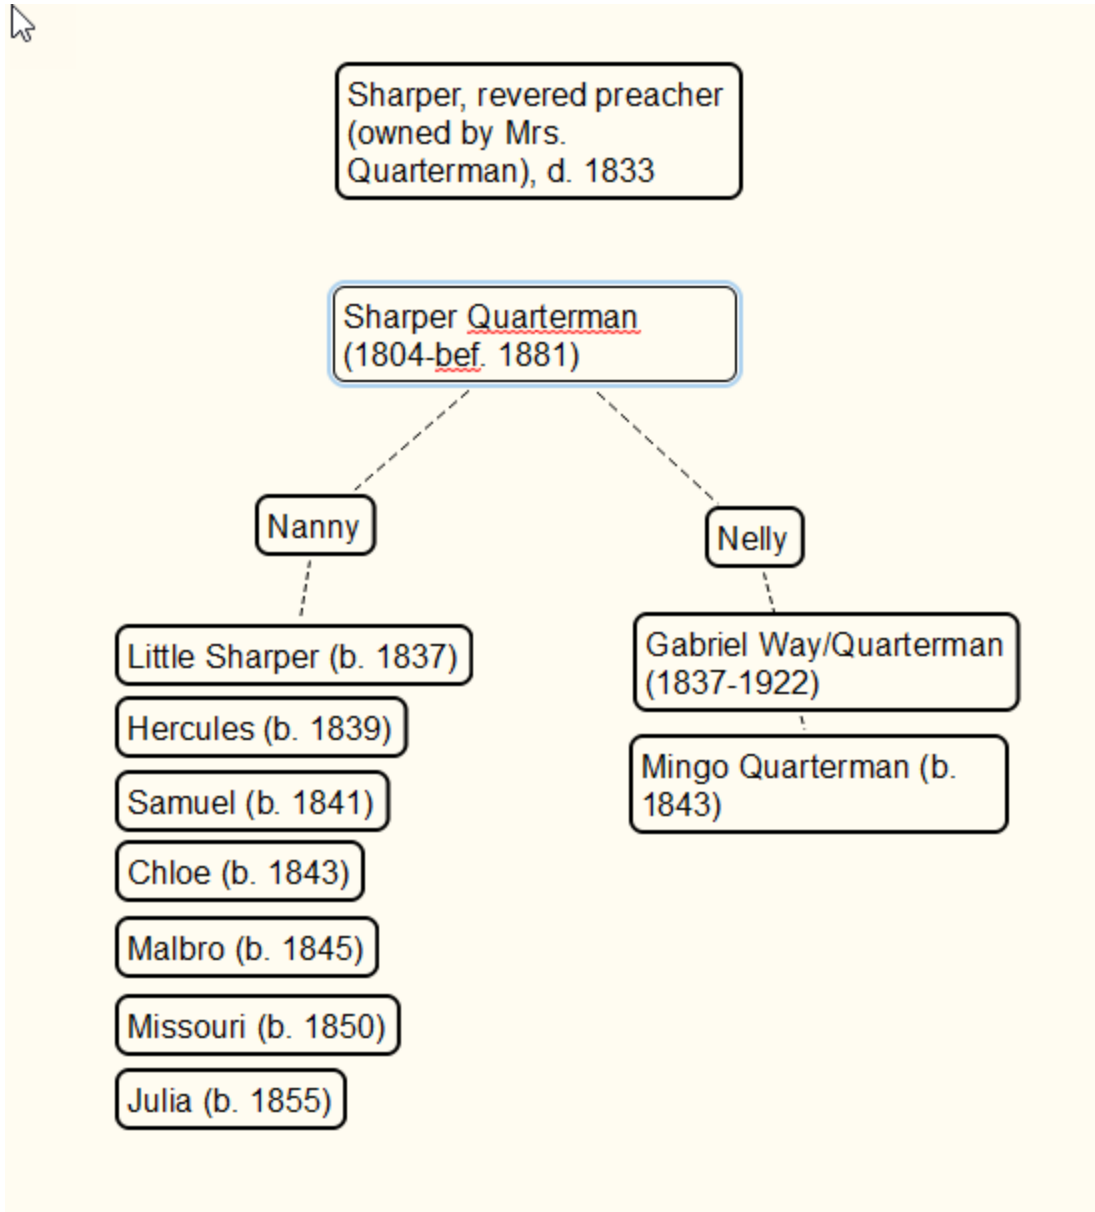 Sharper, revered preacher
(owned by Mrs.
Quarterman), d. 1833
Sharper Quarterman
(1804-bef. 1881)
Nanny
Nelly
Little Sharper (b. 1837)
Hercules (b. 1839)
Samuel (b. 1841)
Chloe (b. 1843)
Malbro (b. 1845)
Missouri (b. 1850)
Julia (b. 1855)
Gabriel Way/Quarterman
(1837-1922)
Mingo Quarterman (b.
1843)